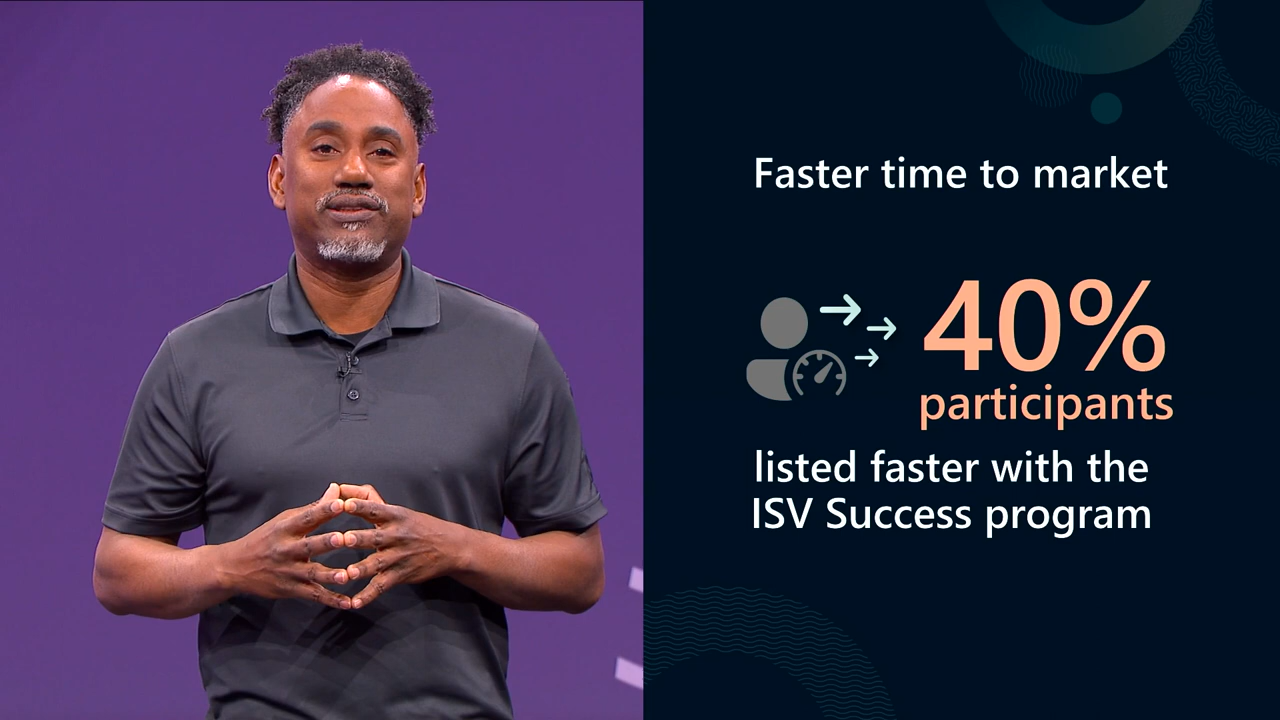 Faster time to market
40%
participants
listed faster with the
ISV Success program